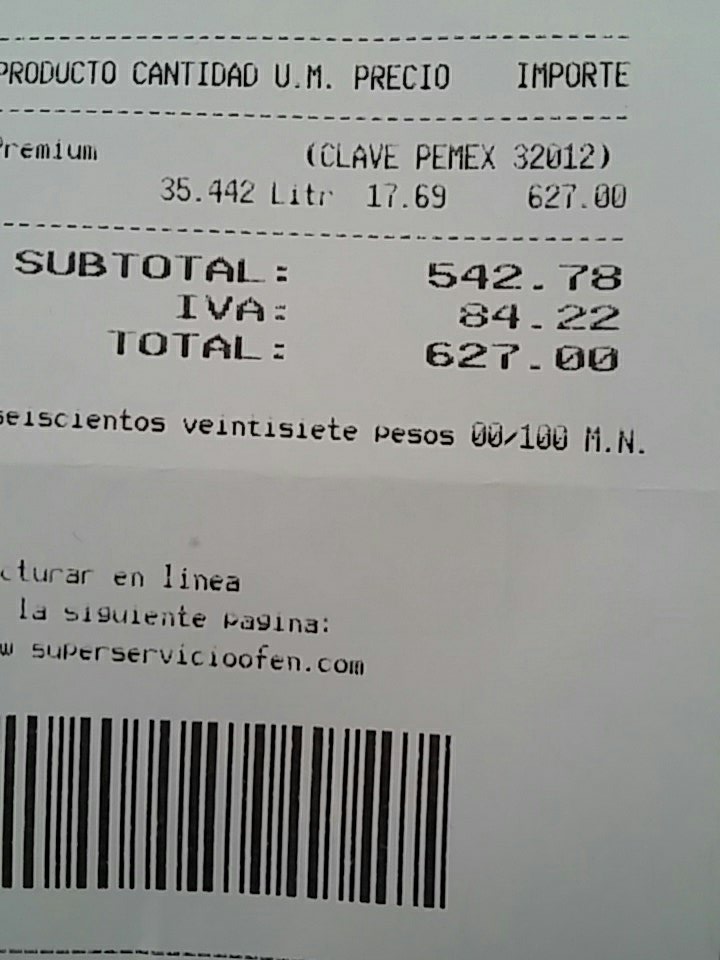 PRODUCTO CANTIDAD U.M. PRECIO IMPORTE
Premium (CLAVE PEMEX 32012)
35.442 Litr 17.69 627.00
SUBTOTAL: 542.78
IVA: 84.22
TOTAL: 627.00
seiscientos veintisiete pesos 00/100 M.N.
cturar en linea
la siguiente pagina:
w superservicioofen.com